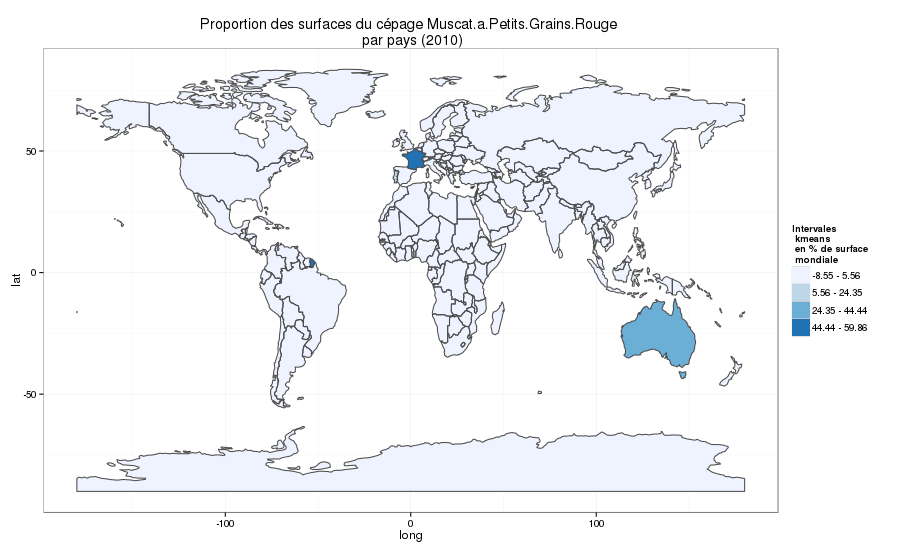 Proportion des surfaces du cépage Muscat.a.Petits.Grains.Rouge
par pays (2010)
50
0
-50
lat
-100
0
100
long
Intervales
kmeans
en % de surface
mondiale
-8.55 - 5.56
5.56 - 24.35
24.35 - 44.44
44.44 - 59.86